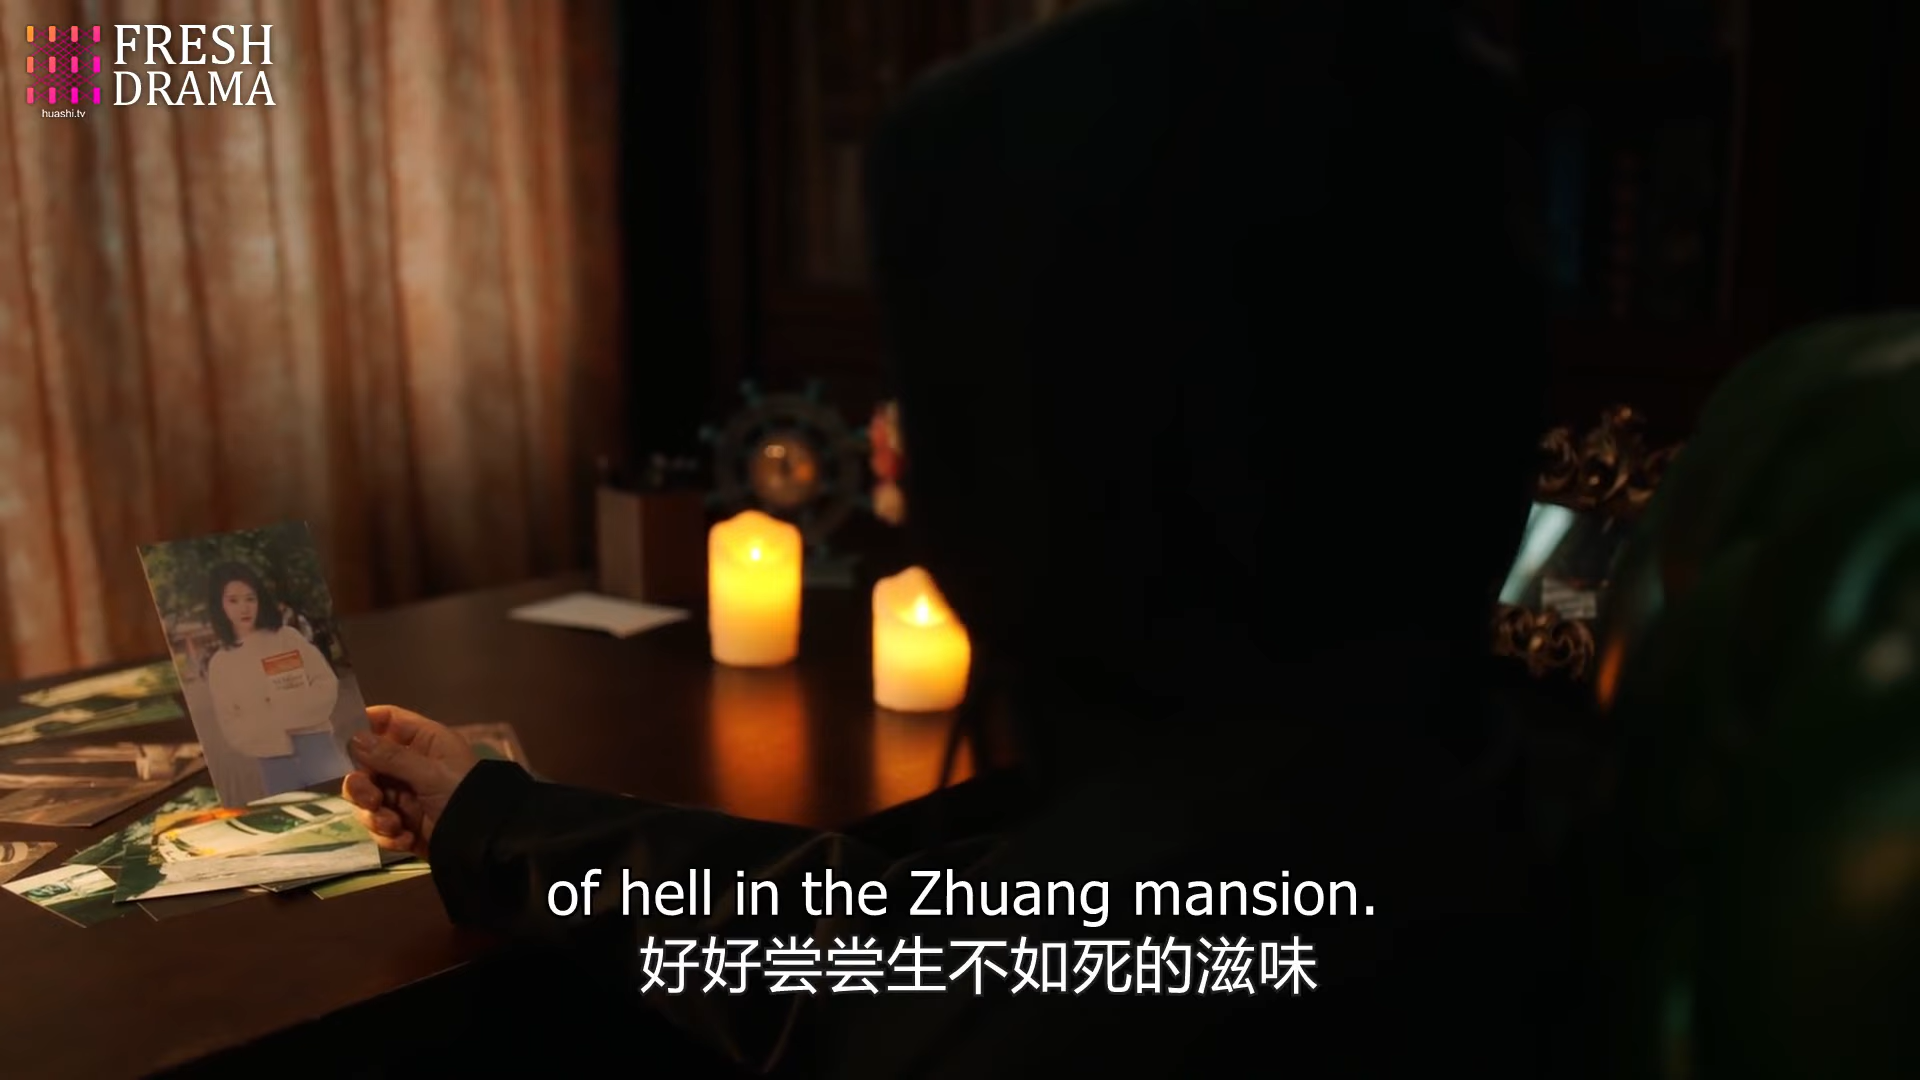 FRESH
DRAMA
huashi.tv
of hell in the Zhuang mansion.
好好尝尝生不如死的滋味